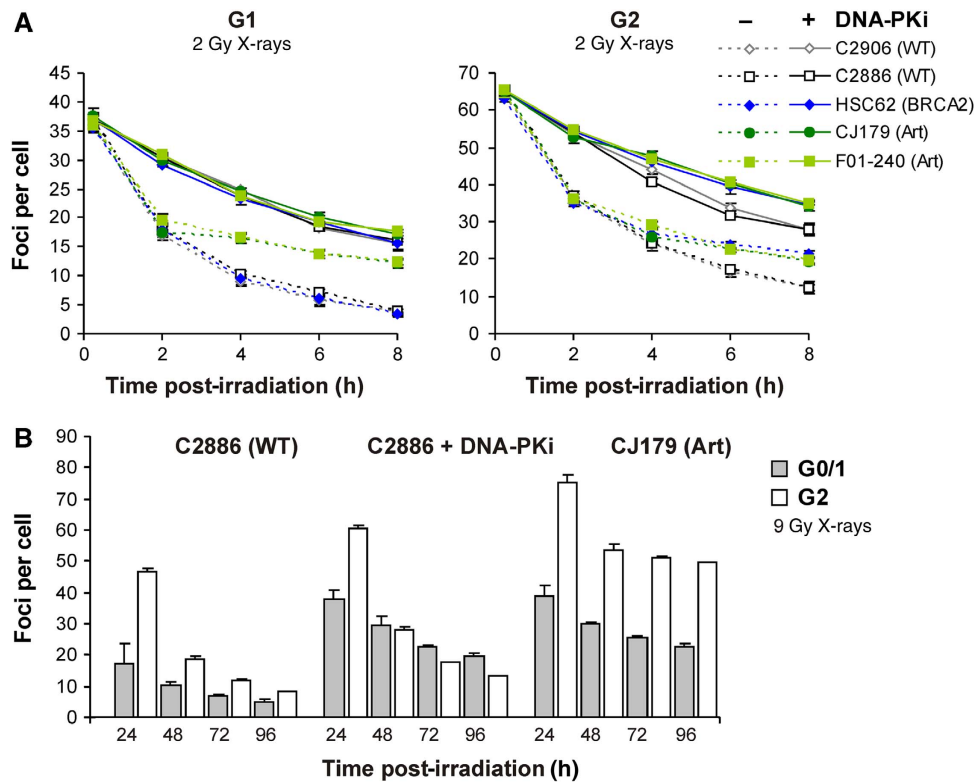 A
G1
2 Gy X-rays
G2
2 Gy X-rays
– + DNA-PKi
C2906 (WT)
C2886 (WT)
HSC62 (BRCA2)
CJ179 (Art)
F01-240 (Art)
Foci per cell
45
40
35
30
25
20
15
10
5
0
0 2 4 6 8
Time post-irradiation (h)
70
60
50
40
30
20
10
0
0 2 4 6 8
Time post-irradiation (h)
B
C2886 (WT)
C2886 + DNA-PKi
CJ179 (Art)
G0/1
G2
9 Gy X-rays
Foci per cell
90
80
70
60
50
40
30
20
10
0
24 48 72 96 24 48 72 96 24 48 72 96
Time post-irradiation (h)